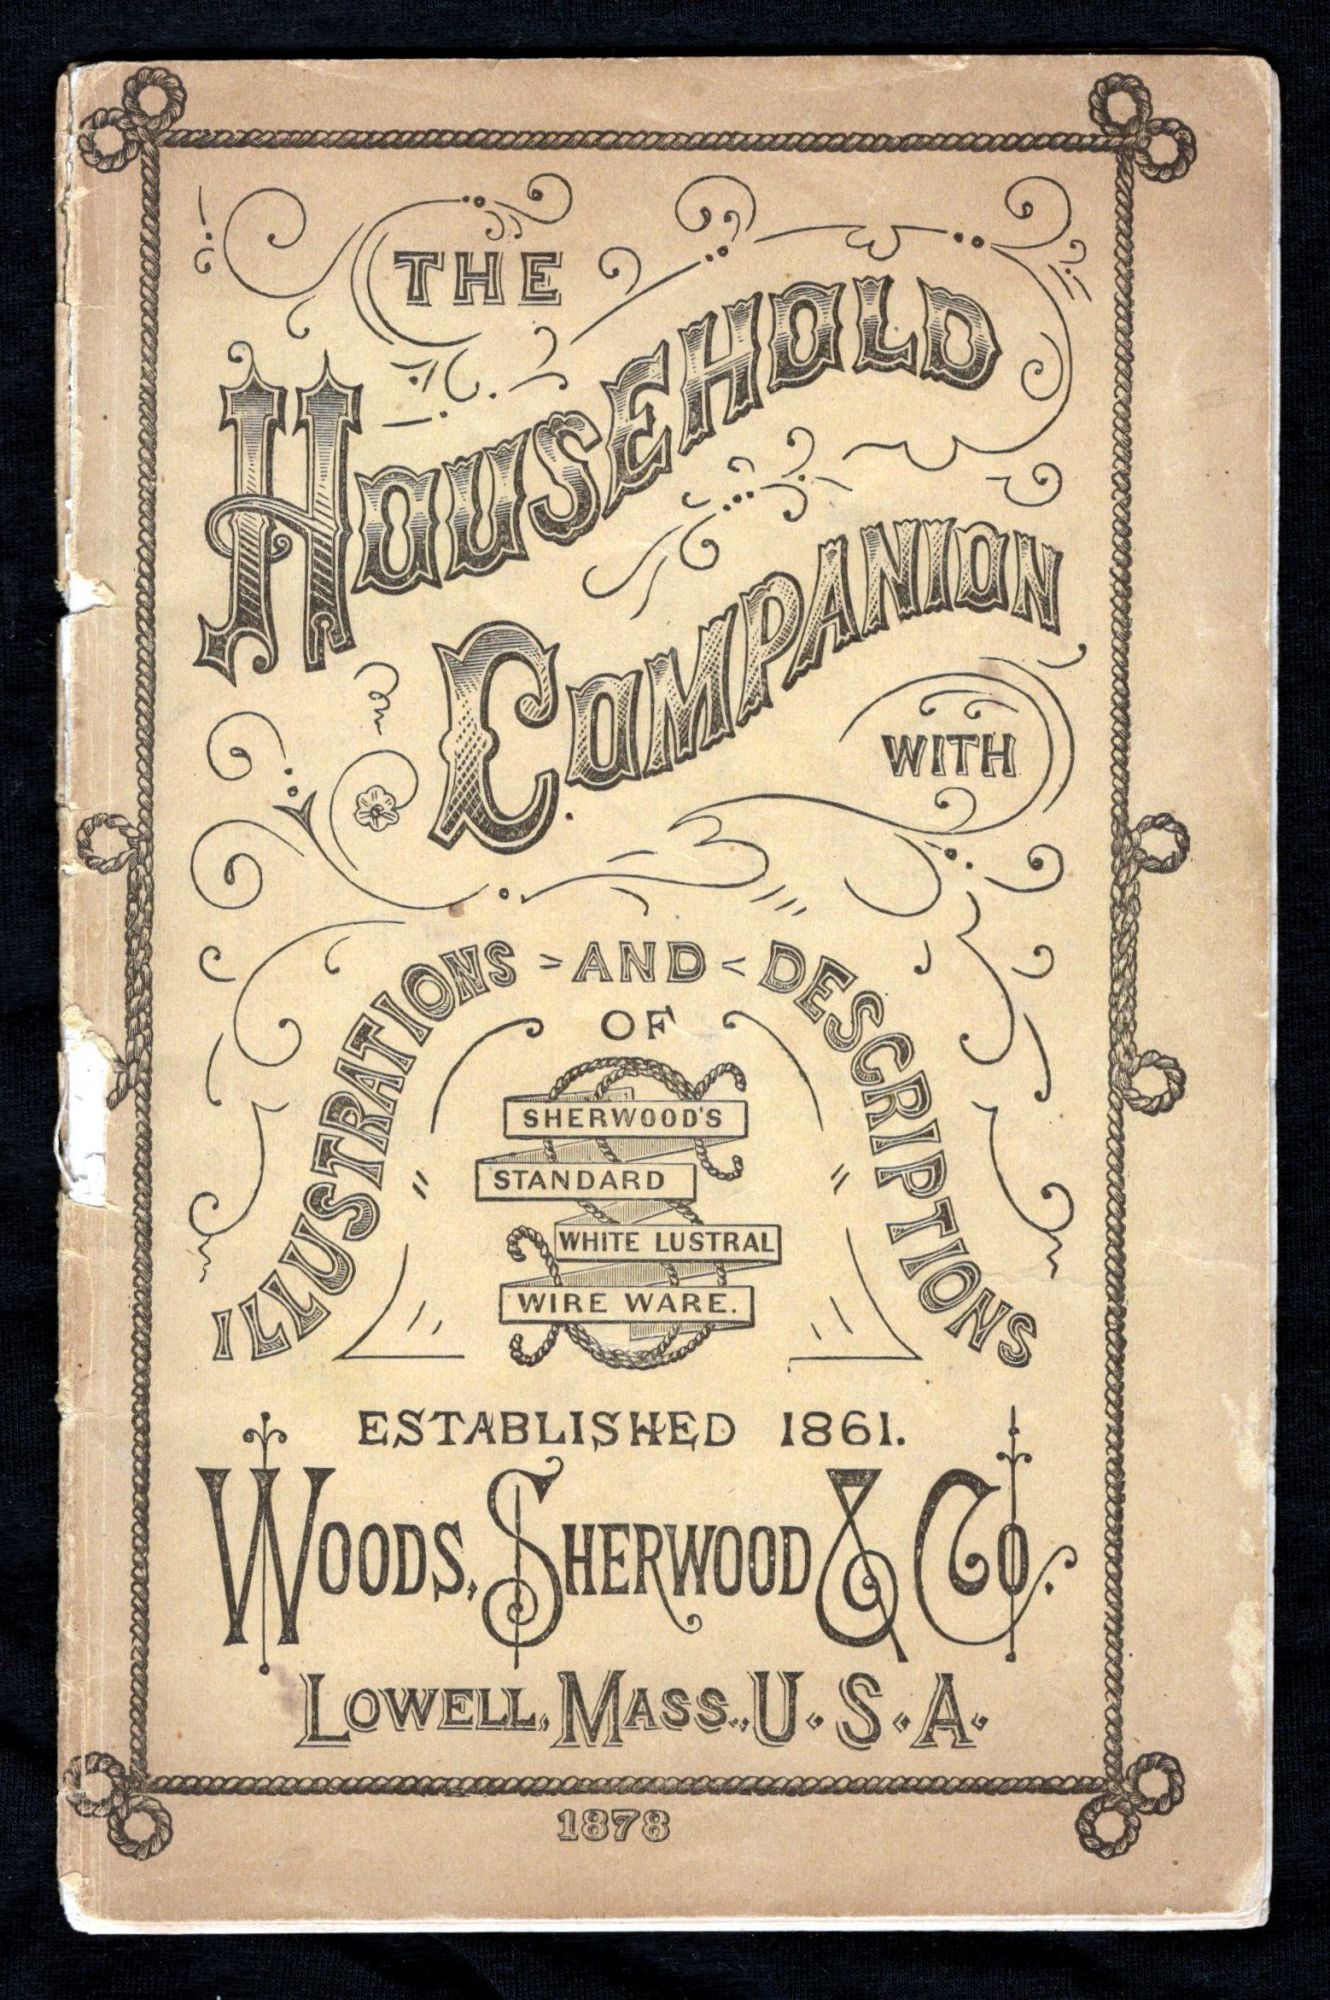 THE
HOUSEHOLD
COMPANION
WITH
ILLUSTRATIONS AND DESCRIPTIONS
OF
SHERWOOD'S
STANDARD
WHITE LUSTRAL
WIRE WARE.
ESTABLISHED 1861.
WOODS, SHERWOOD & CO.
LOWELL, MASS., U. S. A.
1878